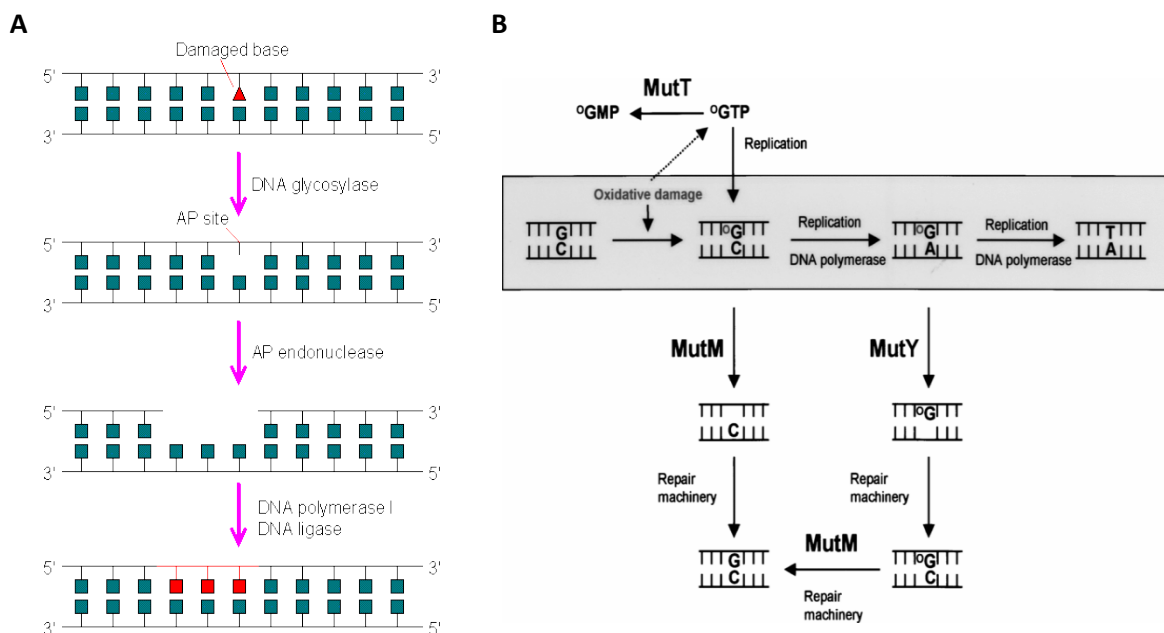 A
Damaged base
5'
3'
3'
5'
DNA glycosylase
AP site
5'
3'
3'
5'
AP endonuclease
5'
3'
3'
5'
DNA polymerase I
DNA ligase
5'
3'
3'
5'
B
MutT
oGMP
oGTP
Replication
Oxidative damage
G
C
oG
C
Replication
DNA polymerase
oG
A
Replication
DNA polymerase
T
A
MutM
MutY
C
oG
Repair
machinery
Repair
machinery
G
C
MutM
oG
C
Repair
machinery